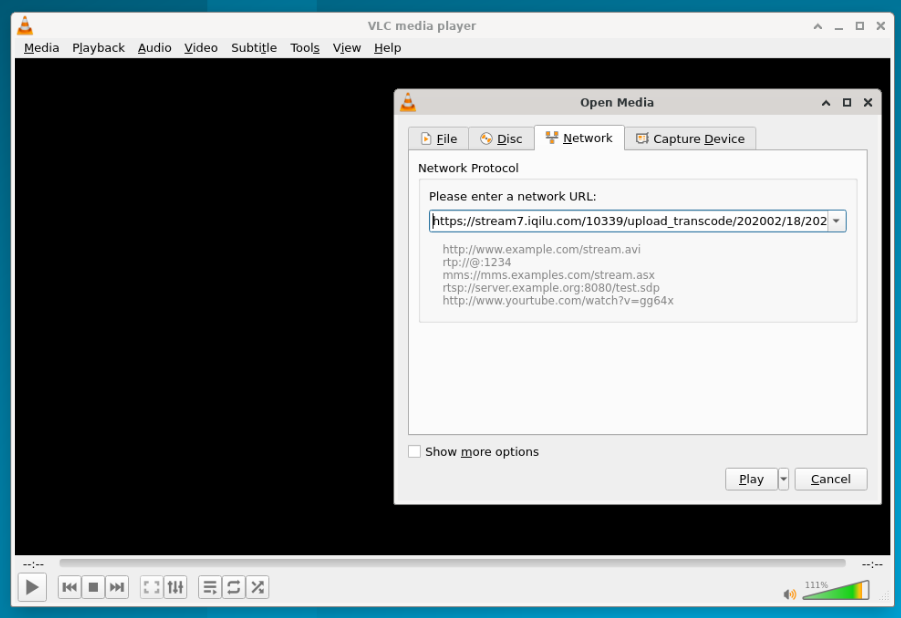 VLC media player
Media Playback Audio Video Subtitle Tools View Help
Open Media
File Disc Network Capture Device
Network Protocol
Please enter a network URL:
https;//stream7.iqilu.com/10339/upload_transcode/202002/18/202
http://www.example.com/stream.avi
rtp://@:1234
mms://mms.examples.com/stream.asx
rtsp://server.example.org:8080/test.sdp
http://www.yourtube.com/watch?v=gg64x
Show more options
Play Cancel
--:-- --:--
111%